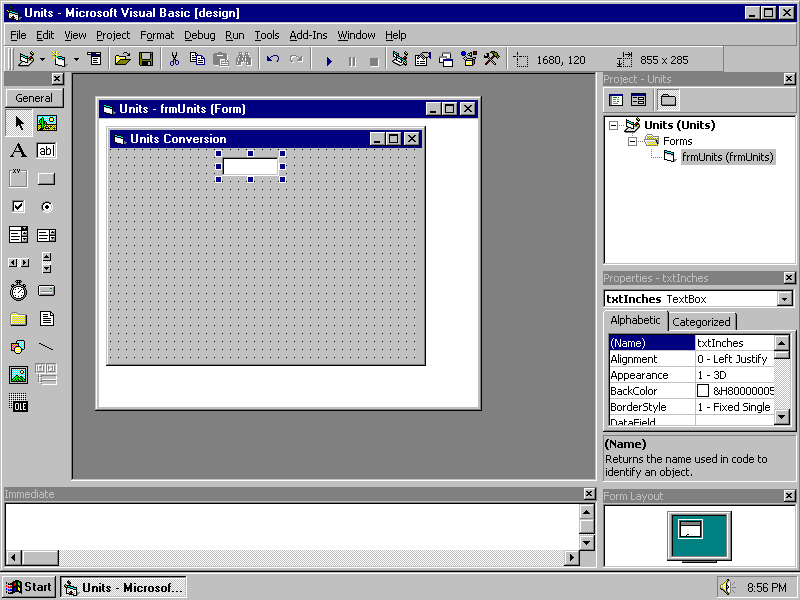 Units - Microsoft Visual Basic [design]
File Edit View Project Format Debug Run Tools Add-Ins Window Help
1680, 120 855 x 285
General
A ab|
XY
OLE
Units - frmUnits (Form)
Units Conversion
Project - Units
Units (Units)
Forms
frmUnits (frmUnits)
Properties - txtInches
txtInches TextBox
Alphabetic Categorized
(Name) txtInches
Alignment 0 - Left Justify
Appearance 1 - 3D
BackColor &H80000005
BorderStyle 1 - Fixed Single
DataField
(Name)
Returns the name used in code to
identify an object.
Immediate
Form Layout
Start Units - Microsof... 8:56 PM